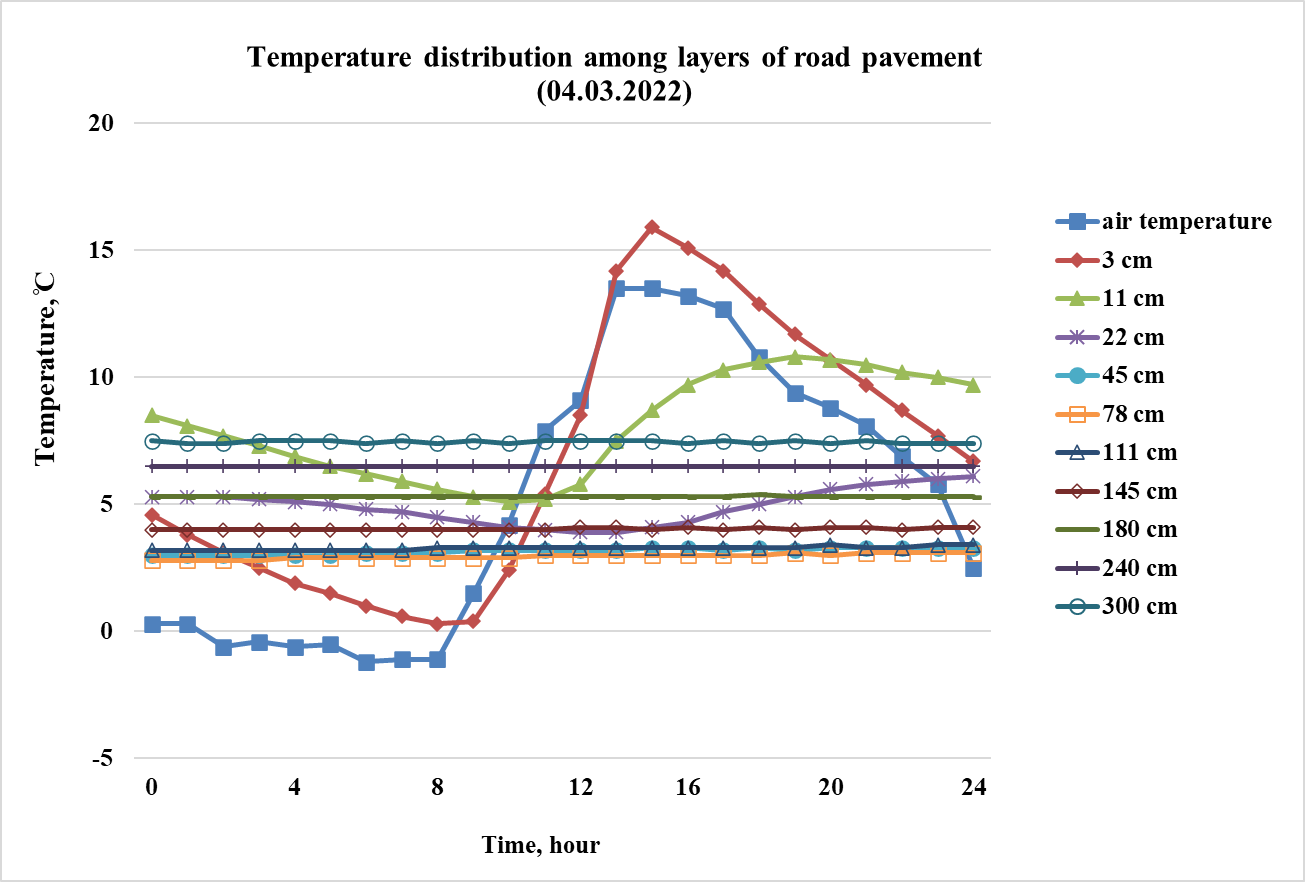 Temperature distribution among layers of road pavement
(04.03.2022)
Temperature,℃
20
15
10
5
0
-5
0 4 8 12 16 20 24
Time, hour
air temperature
3 cm
11 cm
22 cm
45 cm
78 cm
111 cm
145 cm
180 cm
240 cm
300 cm